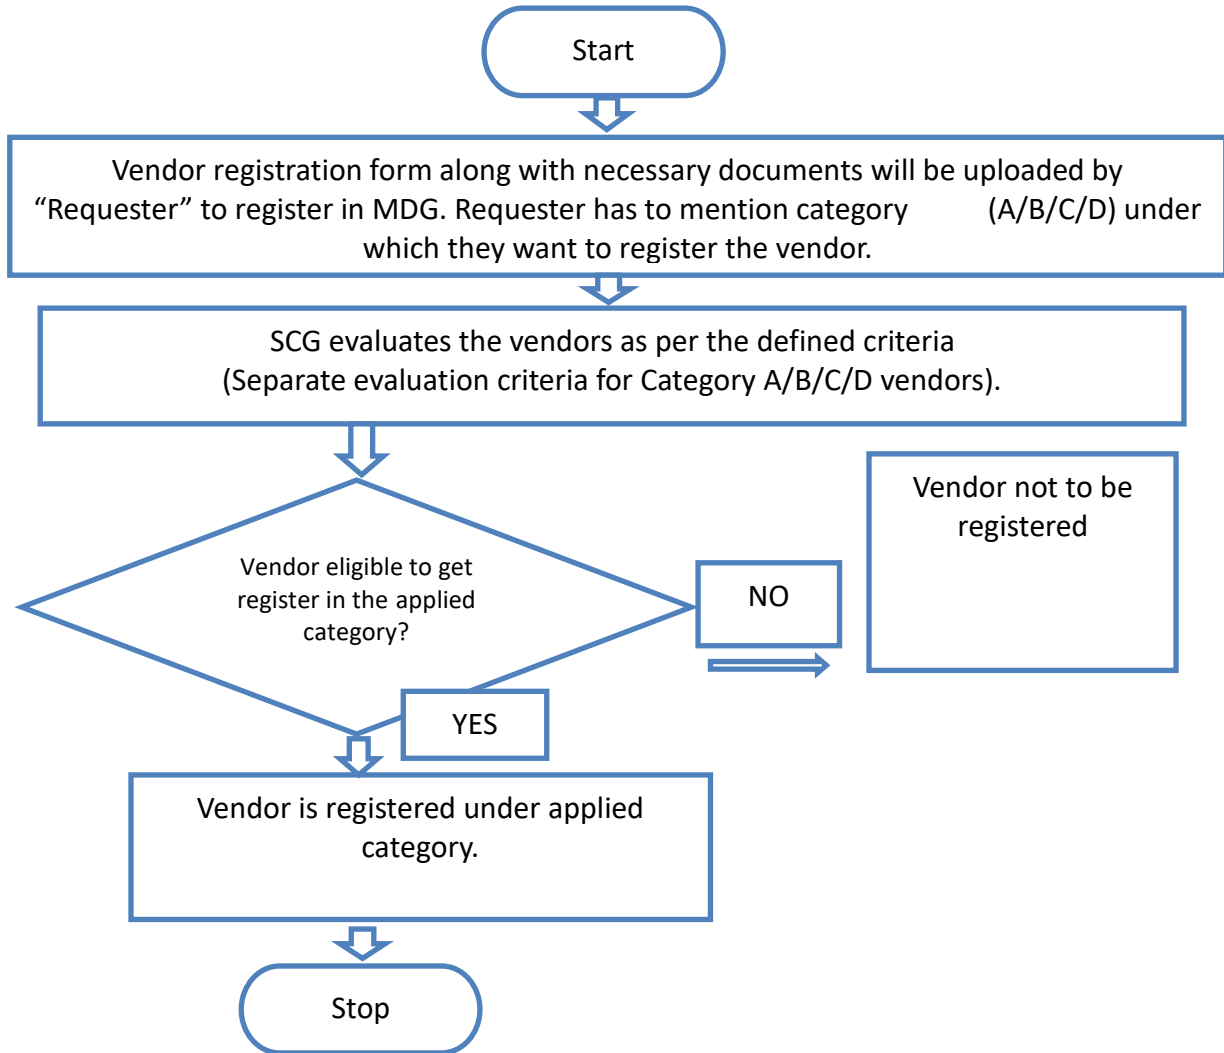 Start
Vendor registration form along with necessary documents will be uploaded by
“Requester” to register in MDG. Requester has to mention category (A/B/C/D) under
which they want to register the vendor.
SCG evaluates the vendors as per the defined criteria
(Separate evaluation criteria for Category A/B/C/D vendors).
Vendor eligible to get
register in the applied
category?
NO
Vendor not to be
registered
YES
Vendor is registered under applied
category.
Stop